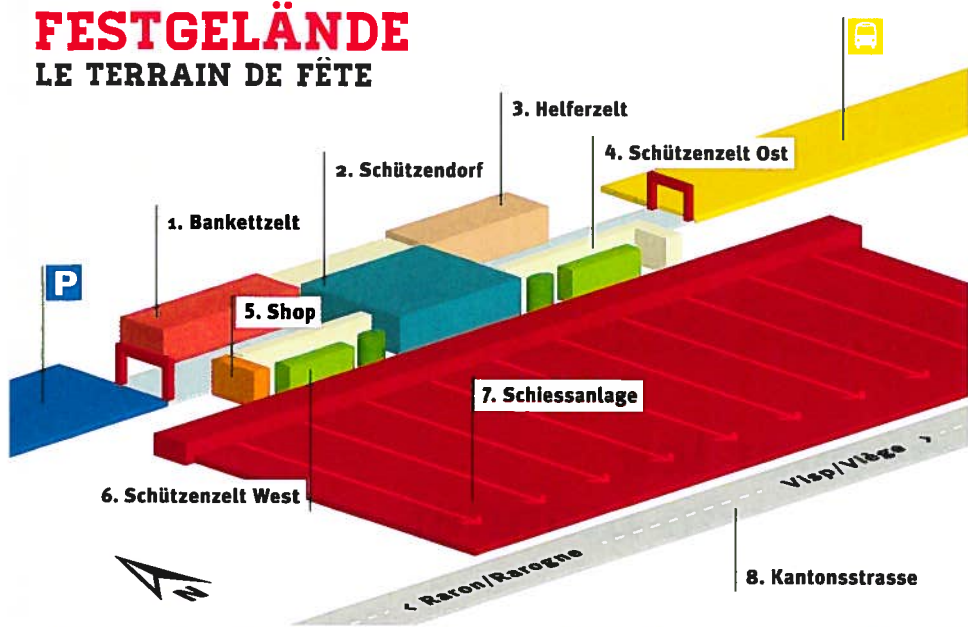 FESTGELÄNDE
LE TERRAIN DE FÊTE
3. Helferzelt
4. Schützenzelt Ost
2. Schützendorf
1. Bankettzelt
P
5. Shop
7. Schiessanlage
6. Schützenzelt West
Visp/Viège >
< Raron/Rarogne
8. Kantonsstrasse
N